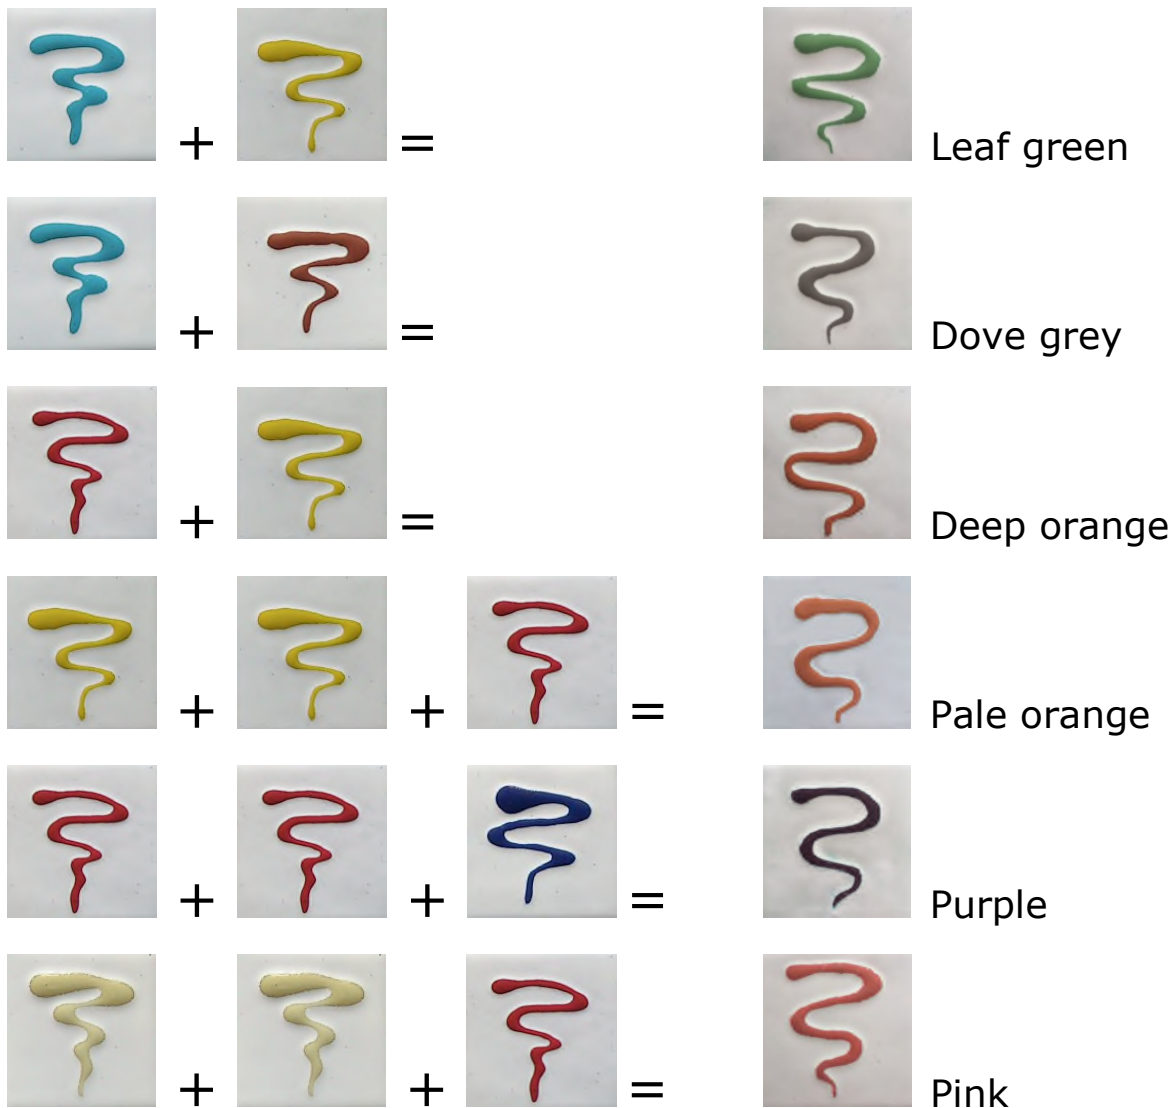 + = Leaf green
+ = Dove grey
+ = Deep orange
+ + = Pale orange
+ + = Purple
+ + = Pink